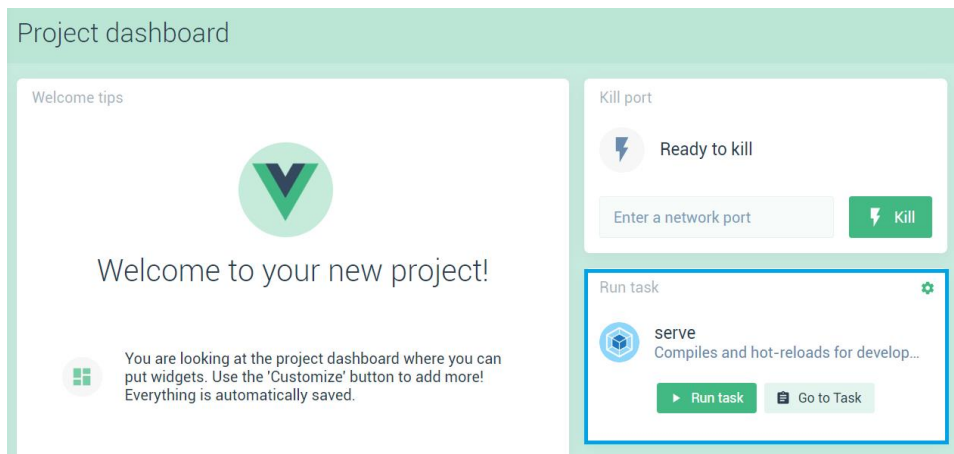 Project dashboard
Welcome tips
Welcome to your new project!
You are looking at the project dashboard where you can
put widgets. Use the 'Customize' button to add more!
Everything is automatically saved.
Kill port
Ready to kill
Enter a network port
Kill
Run task
serve
Compiles and hot-reloads for develop...
Run task
Go to Task